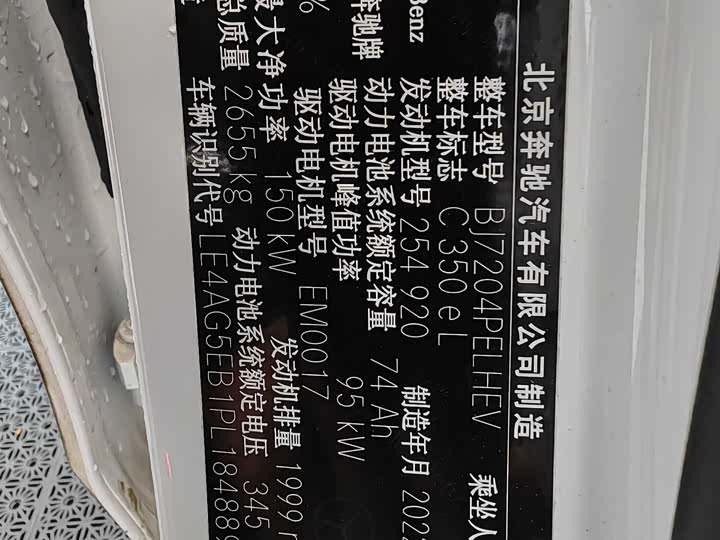 北京奔驰汽车有限公司制造
整车型号 BJ7204PELHEV 乘坐人
整车标志 C 350 e L
发动机型号 254 920 制造年月 202
Benz 动力电池系统额定容量 74 Ah
奔驰牌 驱动电机峰值功率 95 kW
% 驱动电机型号 EM0017
最大净功率 150 kW 发动机排量 1999
总质量 2655 kg 动力电池系统额定电压 345
车辆识别代号 LE4AG5EB1PL18488